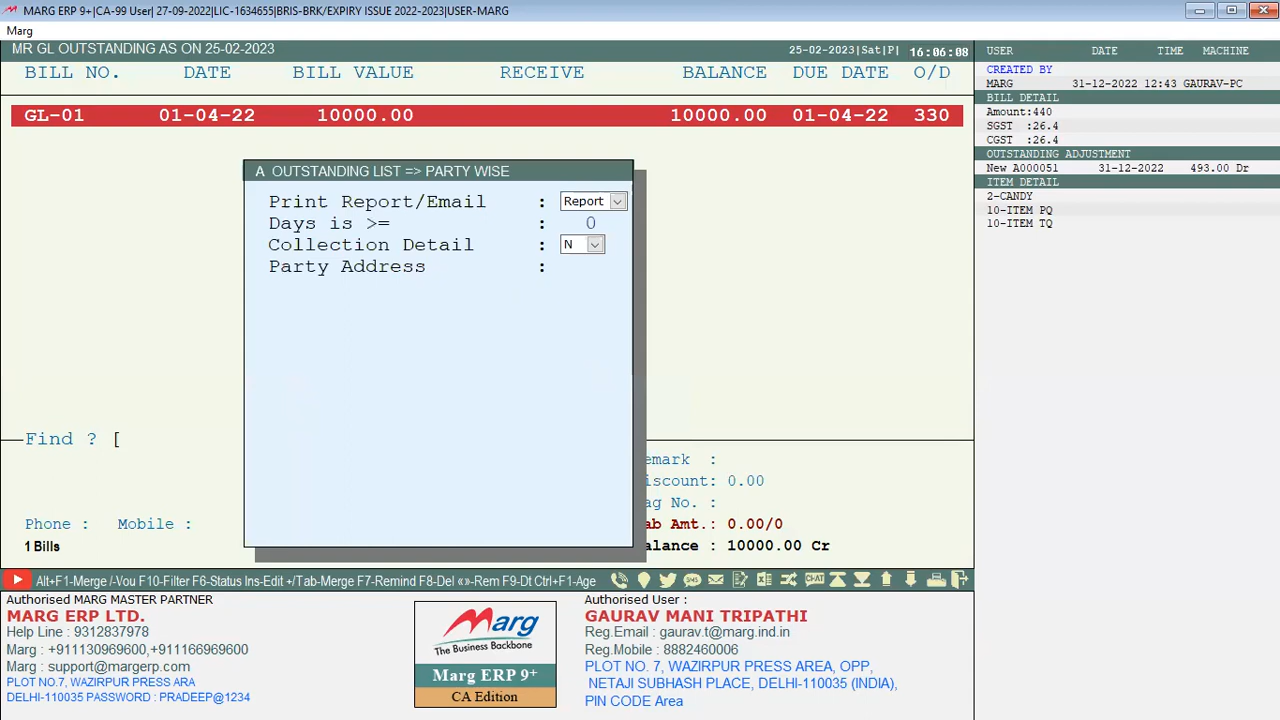 MARG ERP 9+|CA-99 User| 27-09-2022|LIC-1634655|BRIS-BRK/EXPIRY ISSUE 2022-2023|USER-MARG
Marg
MR GL OUTSTANDING AS ON 25-02-2023 25-02-2023|Sat|P| 16:06:08
BILL NO. DATE BILL VALUE RECEIVE BALANCE DUE DATE O/D
GL-01 01-04-22 10000.00 10000.00 01-04-22 330
A OUTSTANDING LIST => PARTY WISE
Print Report/Email : Report
Days is >= : 0
Collection Detail : N
Party Address :
Find ? [
emark :
iscount: 0.00
ag No. :
Phone : Mobile : ab Amt.: 0.00/0
1 Bills alance : 10000.00 Cr
Alt+F1-Merge /-Vou F10-Filter F6-Status Ins-Edit +/Tab-Merge F7-Remind F8-Del «»-Rem F9-Dt Ctrl+F1-Age
SMS CHAT
USER DATE TIME MACHINE
CREATED BY
MARG 31-12-2022 12:43 GAURAV-PC
BILL DETAIL
Amount:440
SGST :26.4
CGST :26.4
OUTSTANDING ADJUSTMENT
New A000051 31-12-2022 493.00 Dr
ITEM DETAIL
2-CANDY
10-ITEM PQ
10-ITEM TQ
Authorised MARG MASTER PARTNER
MARG ERP LTD.
Help Line : 9312837978
Marg : +911130969600,+911166969600
Marg : support@margerp.com
PLOT NO.7, WAZIRPUR PRESS ARA
DELHI-110035 PASSWORD : PRADEEP@1234
Marg
The Business Backbone
Marg ERP 9+
CA Edition
Authorised User :
GAURAV MANI TRIPATHI
Reg.Email : gaurav.t@marg.ind.in
Reg.Mobile : 8882460006
PLOT NO. 7, WAZIRPUR PRESS AREA, OPP,
NETAJI SUBHASH PLACE, DELHI-110035 (INDIA),
PIN CODE Area